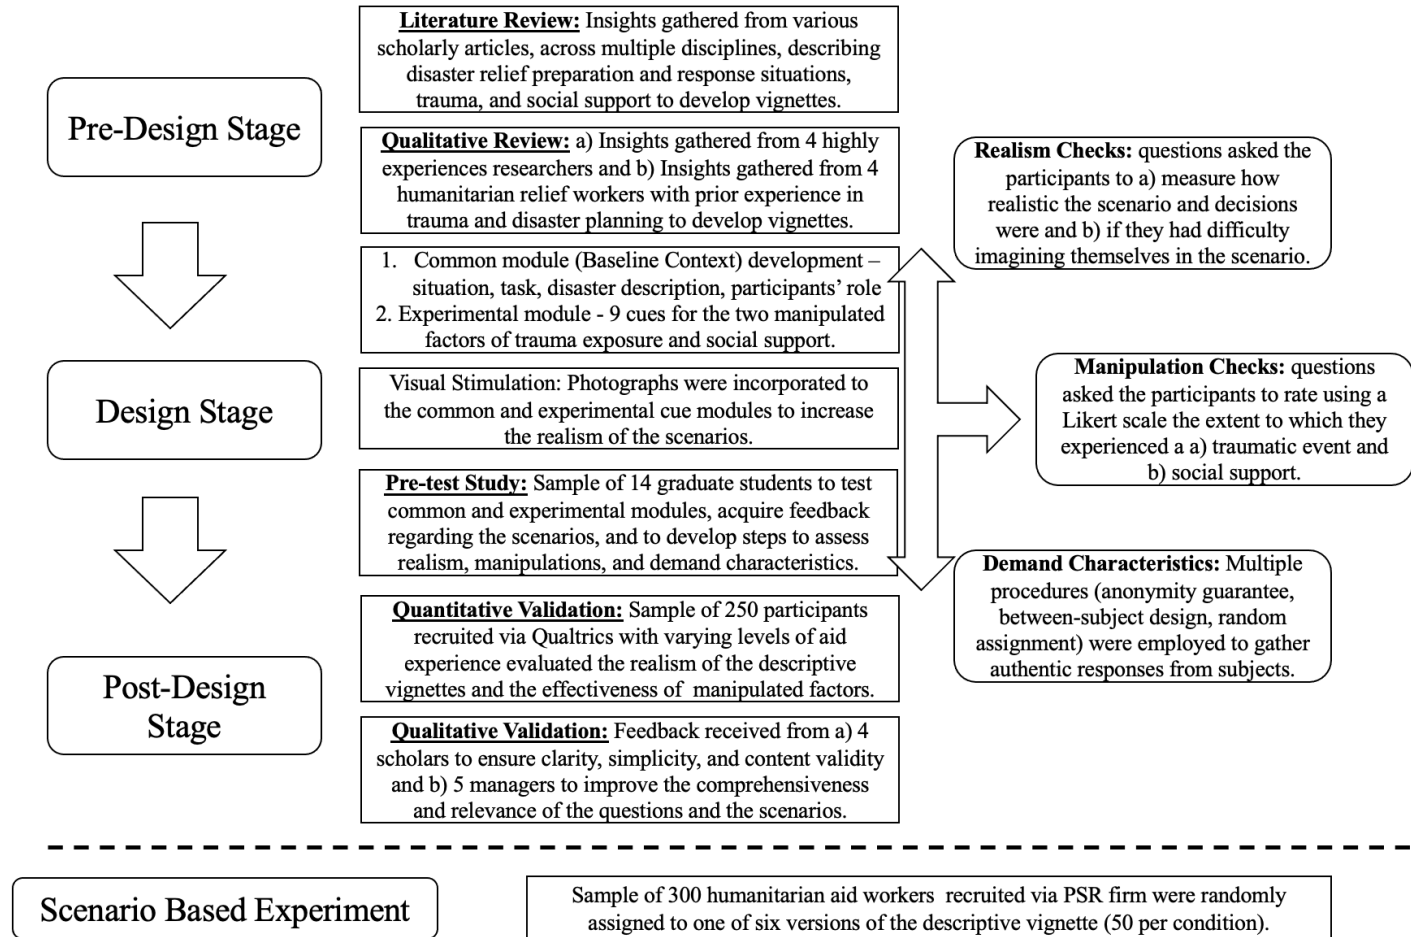 Pre-Design Stage
Literature Review: Insights gathered from various
scholarly articles, across multiple disciplines, describing
disaster relief preparation and response situations,
trauma, and social support to develop vignettes.
Qualitative Review: a) Insights gathered from 4 highly
experiences researchers and b) Insights gathered from 4
humanitarian relief workers with prior experience in
trauma and disaster planning to develop vignettes.
Design Stage
1. Common module (Baseline Context) development –
situation, task, disaster description, participants’ role
2. Experimental module - 9 cues for the two manipulated
factors of trauma exposure and social support.
Visual Stimulation: Photographs were incorporated to
the common and experimental cue modules to increase
the realism of the scenarios.
Pre-test Study: Sample of 14 graduate students to test
common and experimental modules, acquire feedback
regarding the scenarios, and to develop steps to assess
realism, manipulations, and demand characteristics.
Realism Checks: questions asked the
participants to a) measure how
realistic the scenario and decisions
were and b) if they had difficulty
imagining themselves in the scenario.
Manipulation Checks: questions
asked the participants to rate using a
Likert scale the extent to which they
experienced a a) traumatic event and
b) social support.
Demand Characteristics: Multiple
procedures (anonymity guarantee,
between-subject design, random
assignment) were employed to gather
authentic responses from subjects.
Post-Design
Stage
Quantitative Validation: Sample of 250 participants
recruited via Qualtrics with varying levels of aid
experience evaluated the realism of the descriptive
vignettes and the effectiveness of manipulated factors.
Qualitative Validation: Feedback received from a) 4
scholars to ensure clarity, simplicity, and content validity
and b) 5 managers to improve the comprehensiveness
and relevance of the questions and the scenarios.
Scenario Based Experiment
Sample of 300 humanitarian aid workers recruited via PSR firm were randomly
assigned to one of six versions of the descriptive vignette (50 per condition).